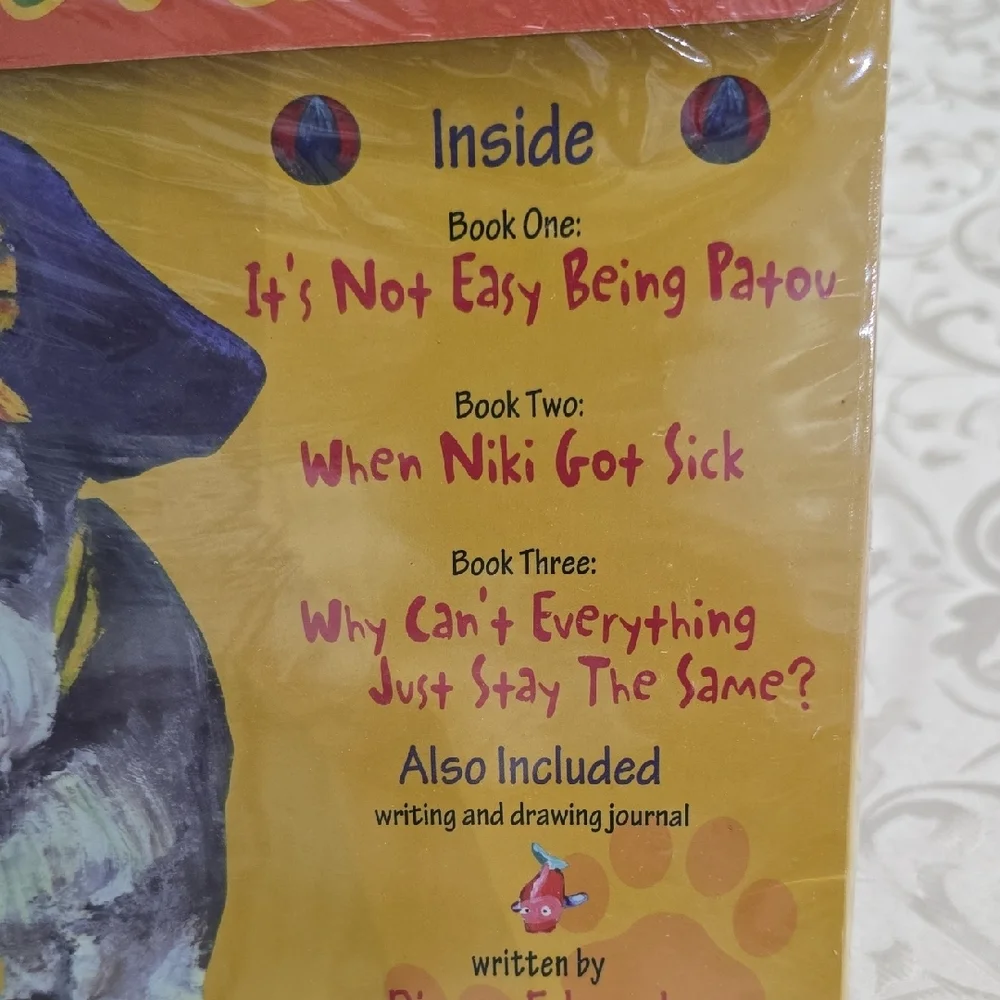 Inside
Book One:
It's Not Easy Being Patou
Book Two:
When Niki Got Sick
Book Three:
Why Can't Everything
Just Stay The Same?
Also Included
writing and drawing journal
written by